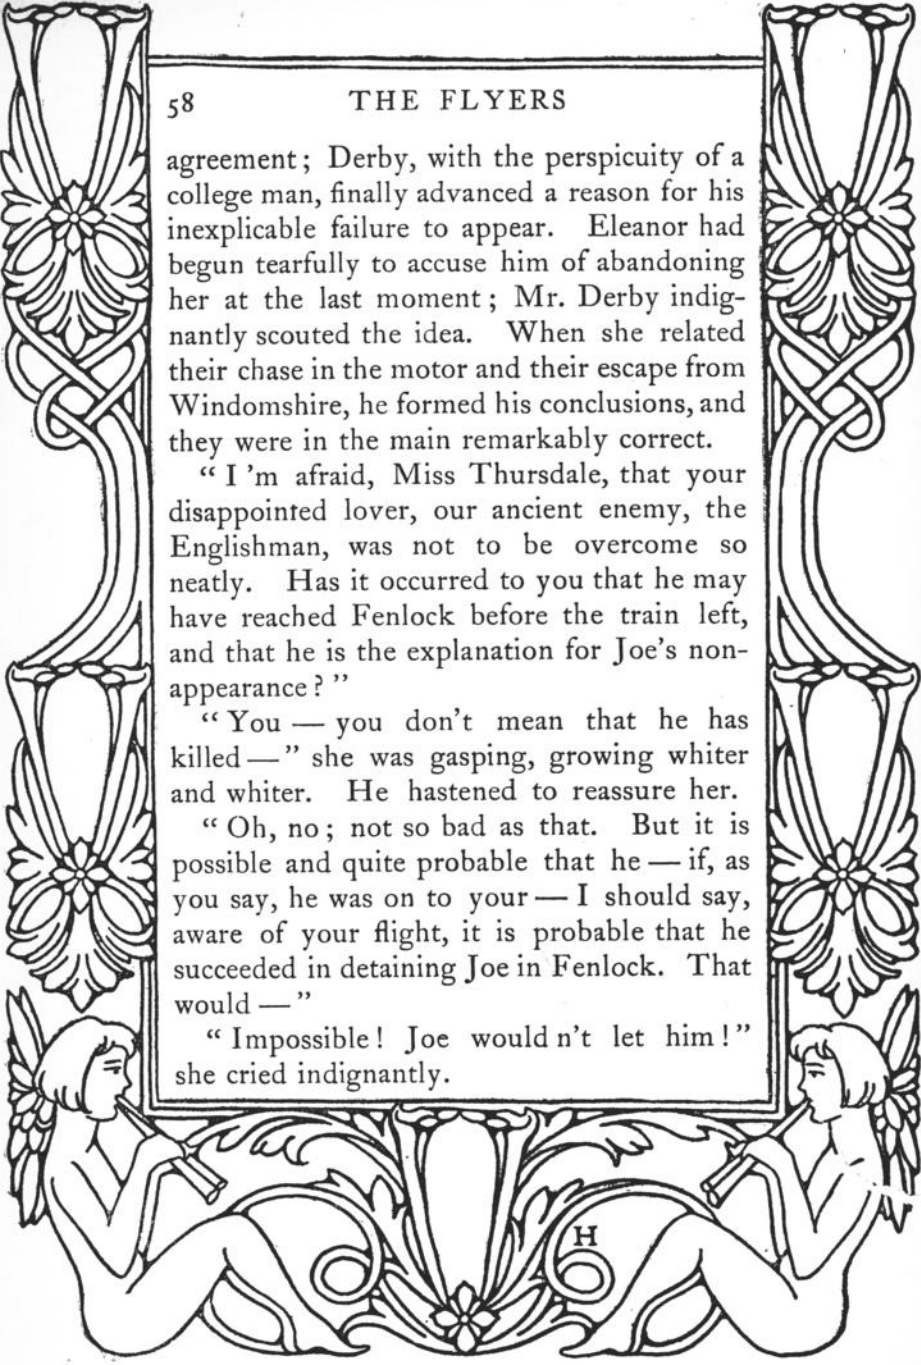 58 THE FLYERS
agreement; Derby, with the perspicuity of a
college man, finally advanced a reason for his
inexplicable failure to appear. Eleanor had
begun tearfully to accuse him of abandoning
her at the last moment; Mr. Derby indig-
nantly scouted the idea. When she related
their chase in the motor and their escape from
Windomshire, he formed his conclusions, and
they were in the main remarkably correct.
“I'm afraid, Miss Thursdale, that your
disappointed lover, our ancient enemy, the
Englishman, was not to be overcome so
neatly. Has it occurred to you that he may
have reached Fenlock before the train left,
and that he is the explanation for Joe's non-
appearance?”
“You — you don't mean that he has
killed —” she was gasping, growing whiter
and whiter. He hastened to reassure her.
“Oh, no; not so bad as that. But it is
possible and quite probable that he — if, as
you say, he was on to your — I should say,
aware of your flight, it is probable that he
succeeded in detaining Joe in Fenlock. That
would —”
“Impossible! Joe would n't let him!”
she cried indignantly.
H